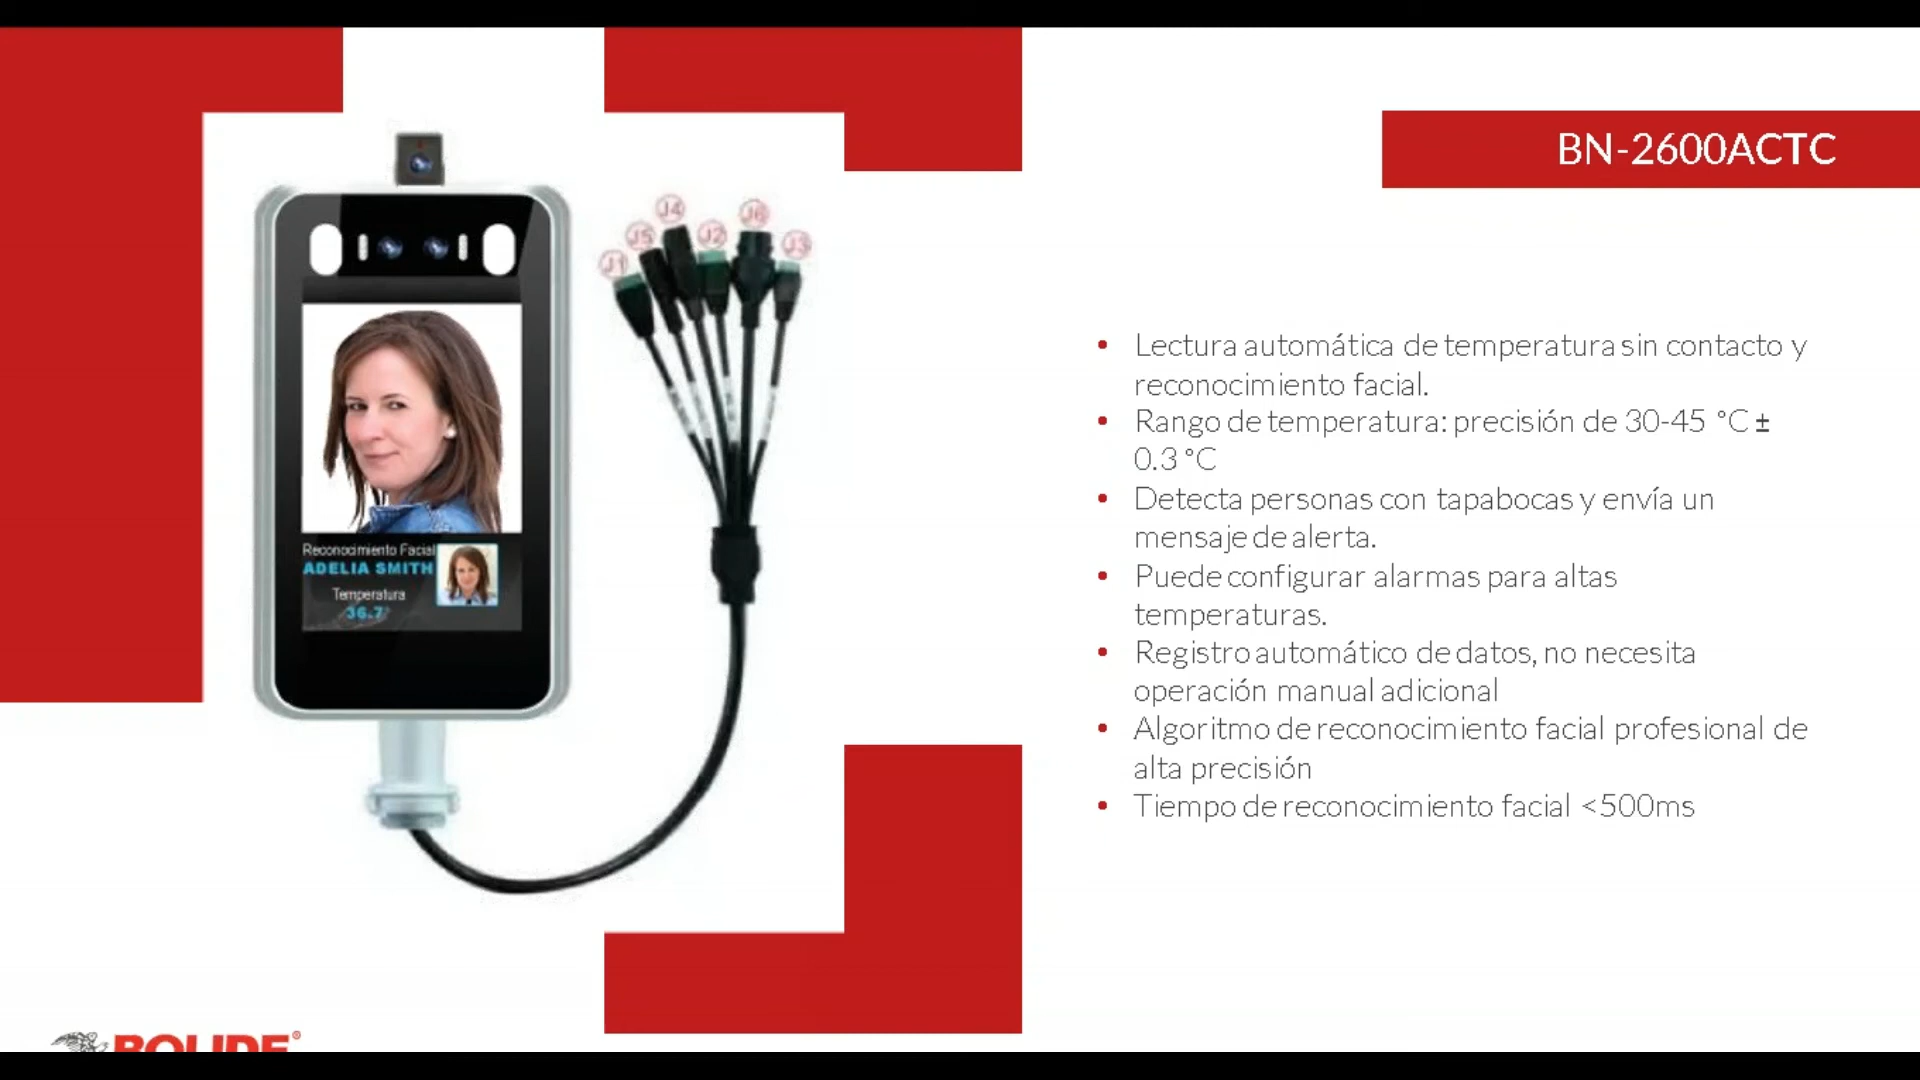 BN-2600ACTC
J4
J6
J5
J2
J3
J1
Lectura automática de temperatura sin contacto y
reconocimiento facial.
Rango de temperatura: precisión de 30-45 °C ±
0.3 °C
Detecta personas con tapabocas y envía un
mensaje de alerta.
Puede configurar alarmas para altas
temperaturas.
Registro automático de datos, no necesita
operación manual adicional
Algoritmo de reconocimiento facial profesional de
alta precisión
Tiempo de reconocimiento facial <500ms
Reconocimiento Facial
ADELIA SMITH
Temperatura
36.7°
BOLIDE®